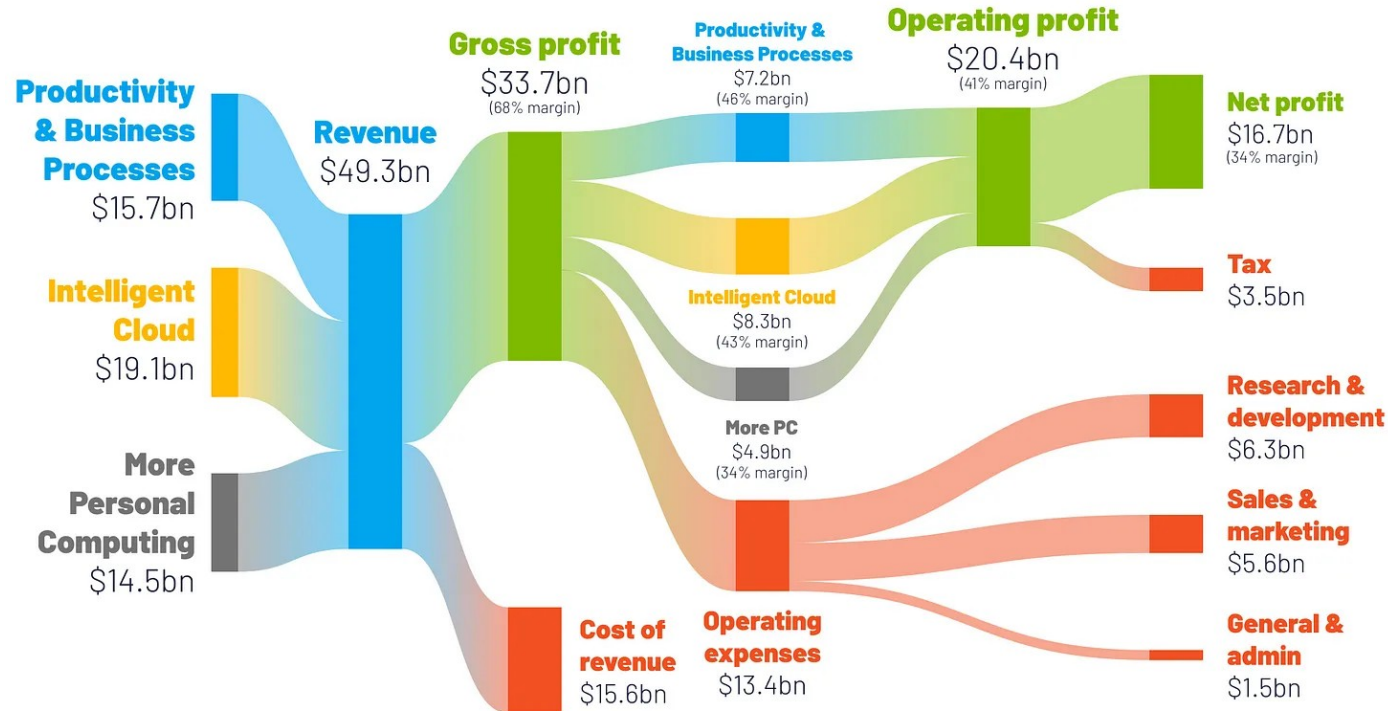 Productivity
& Business
Processes
$15.7bn
Intelligent
Cloud
$19.1bn
More
Personal
Computing
$14.5bn
Revenue
$49.3bn
Gross profit
$33.7bn
(68% margin)
Cost of
revenue
$15.6bn
Productivity &
Business Processes
$7.2bn
(46% margin)
Intelligent Cloud
$8.3bn
(43% margin)
More PC
$4.9bn
(34% margin)
Operating
expenses
$13.4bn
Operating profit
$20.4bn
(41% margin)
Net profit
$16.7bn
(34% margin)
Tax
$3.5bn
Research &
development
$6.3bn
Sales &
marketing
$5.6bn
General &
admin
$1.5bn